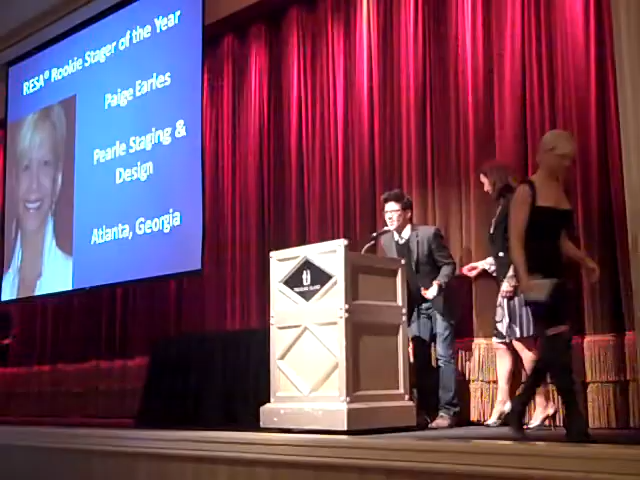 RESA® Rookie Stager of the Year
Paige Earles
Pearle Staging &
Design
Atlanta, Georgia